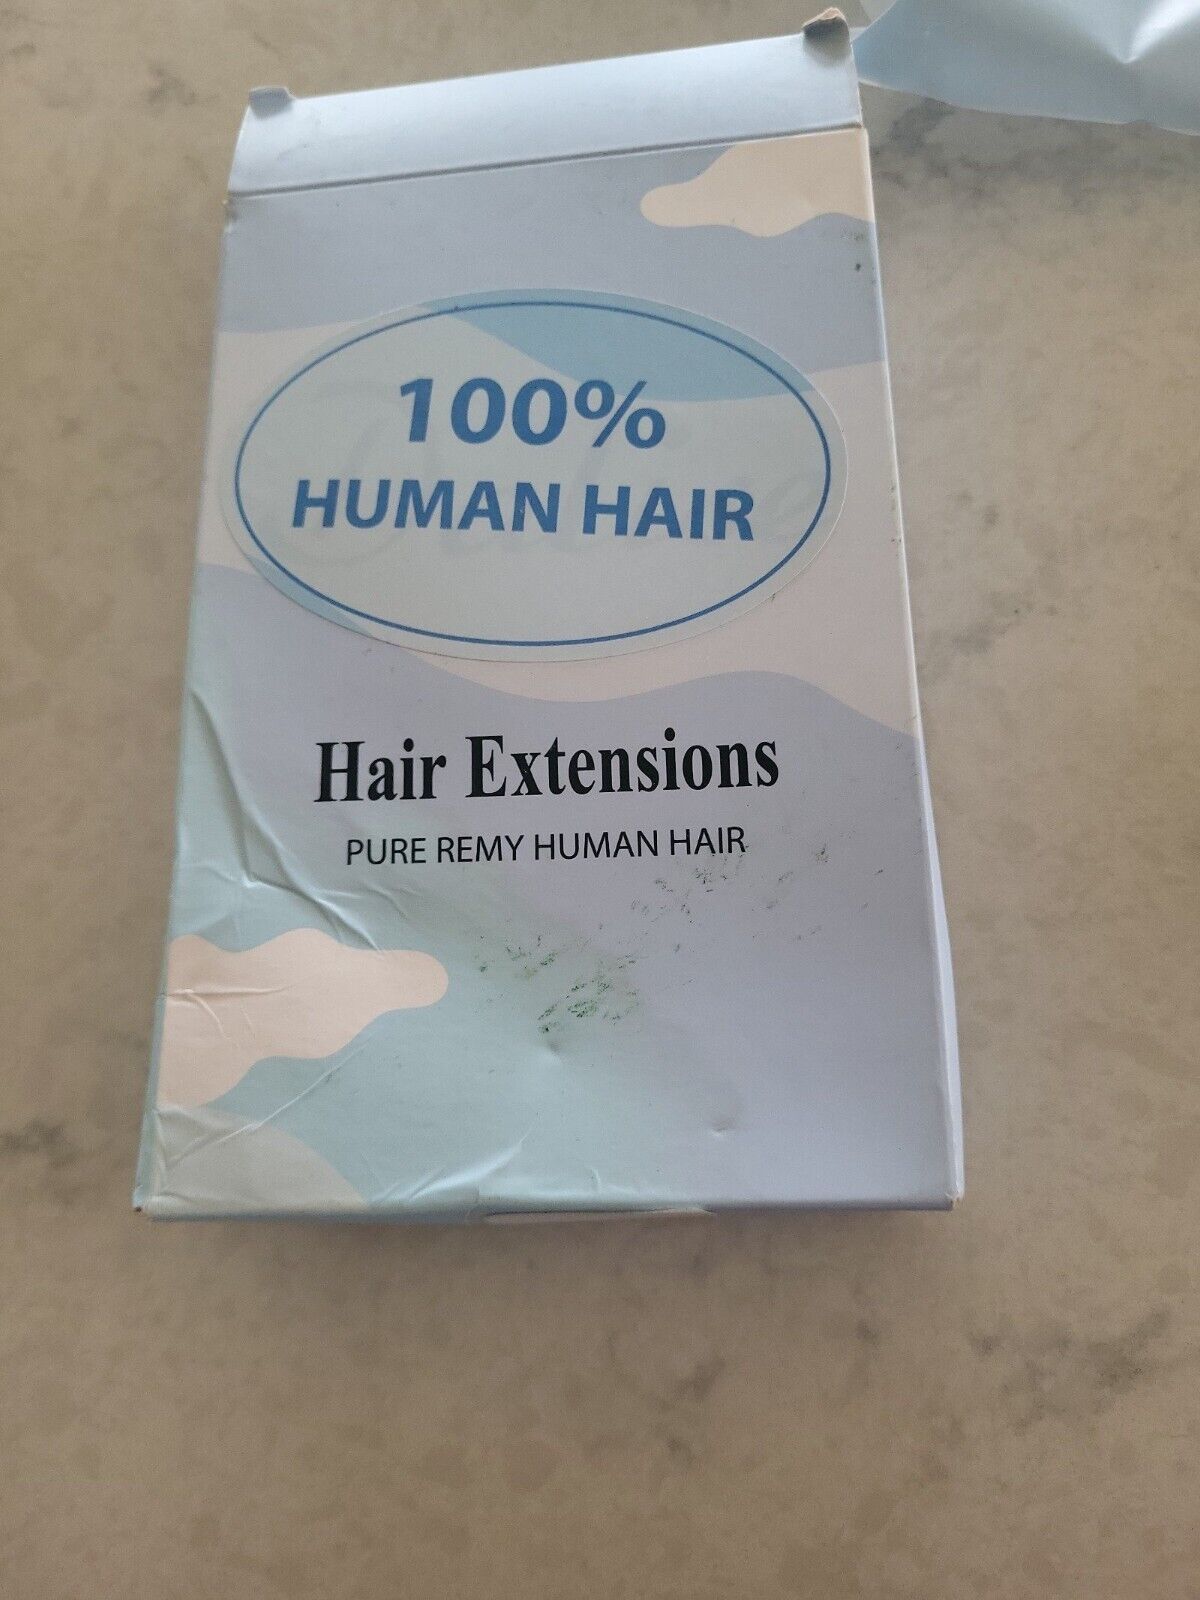 100%
HUMAN HAIR
Hair Extensions
PURE REMY HUMAN HAIR